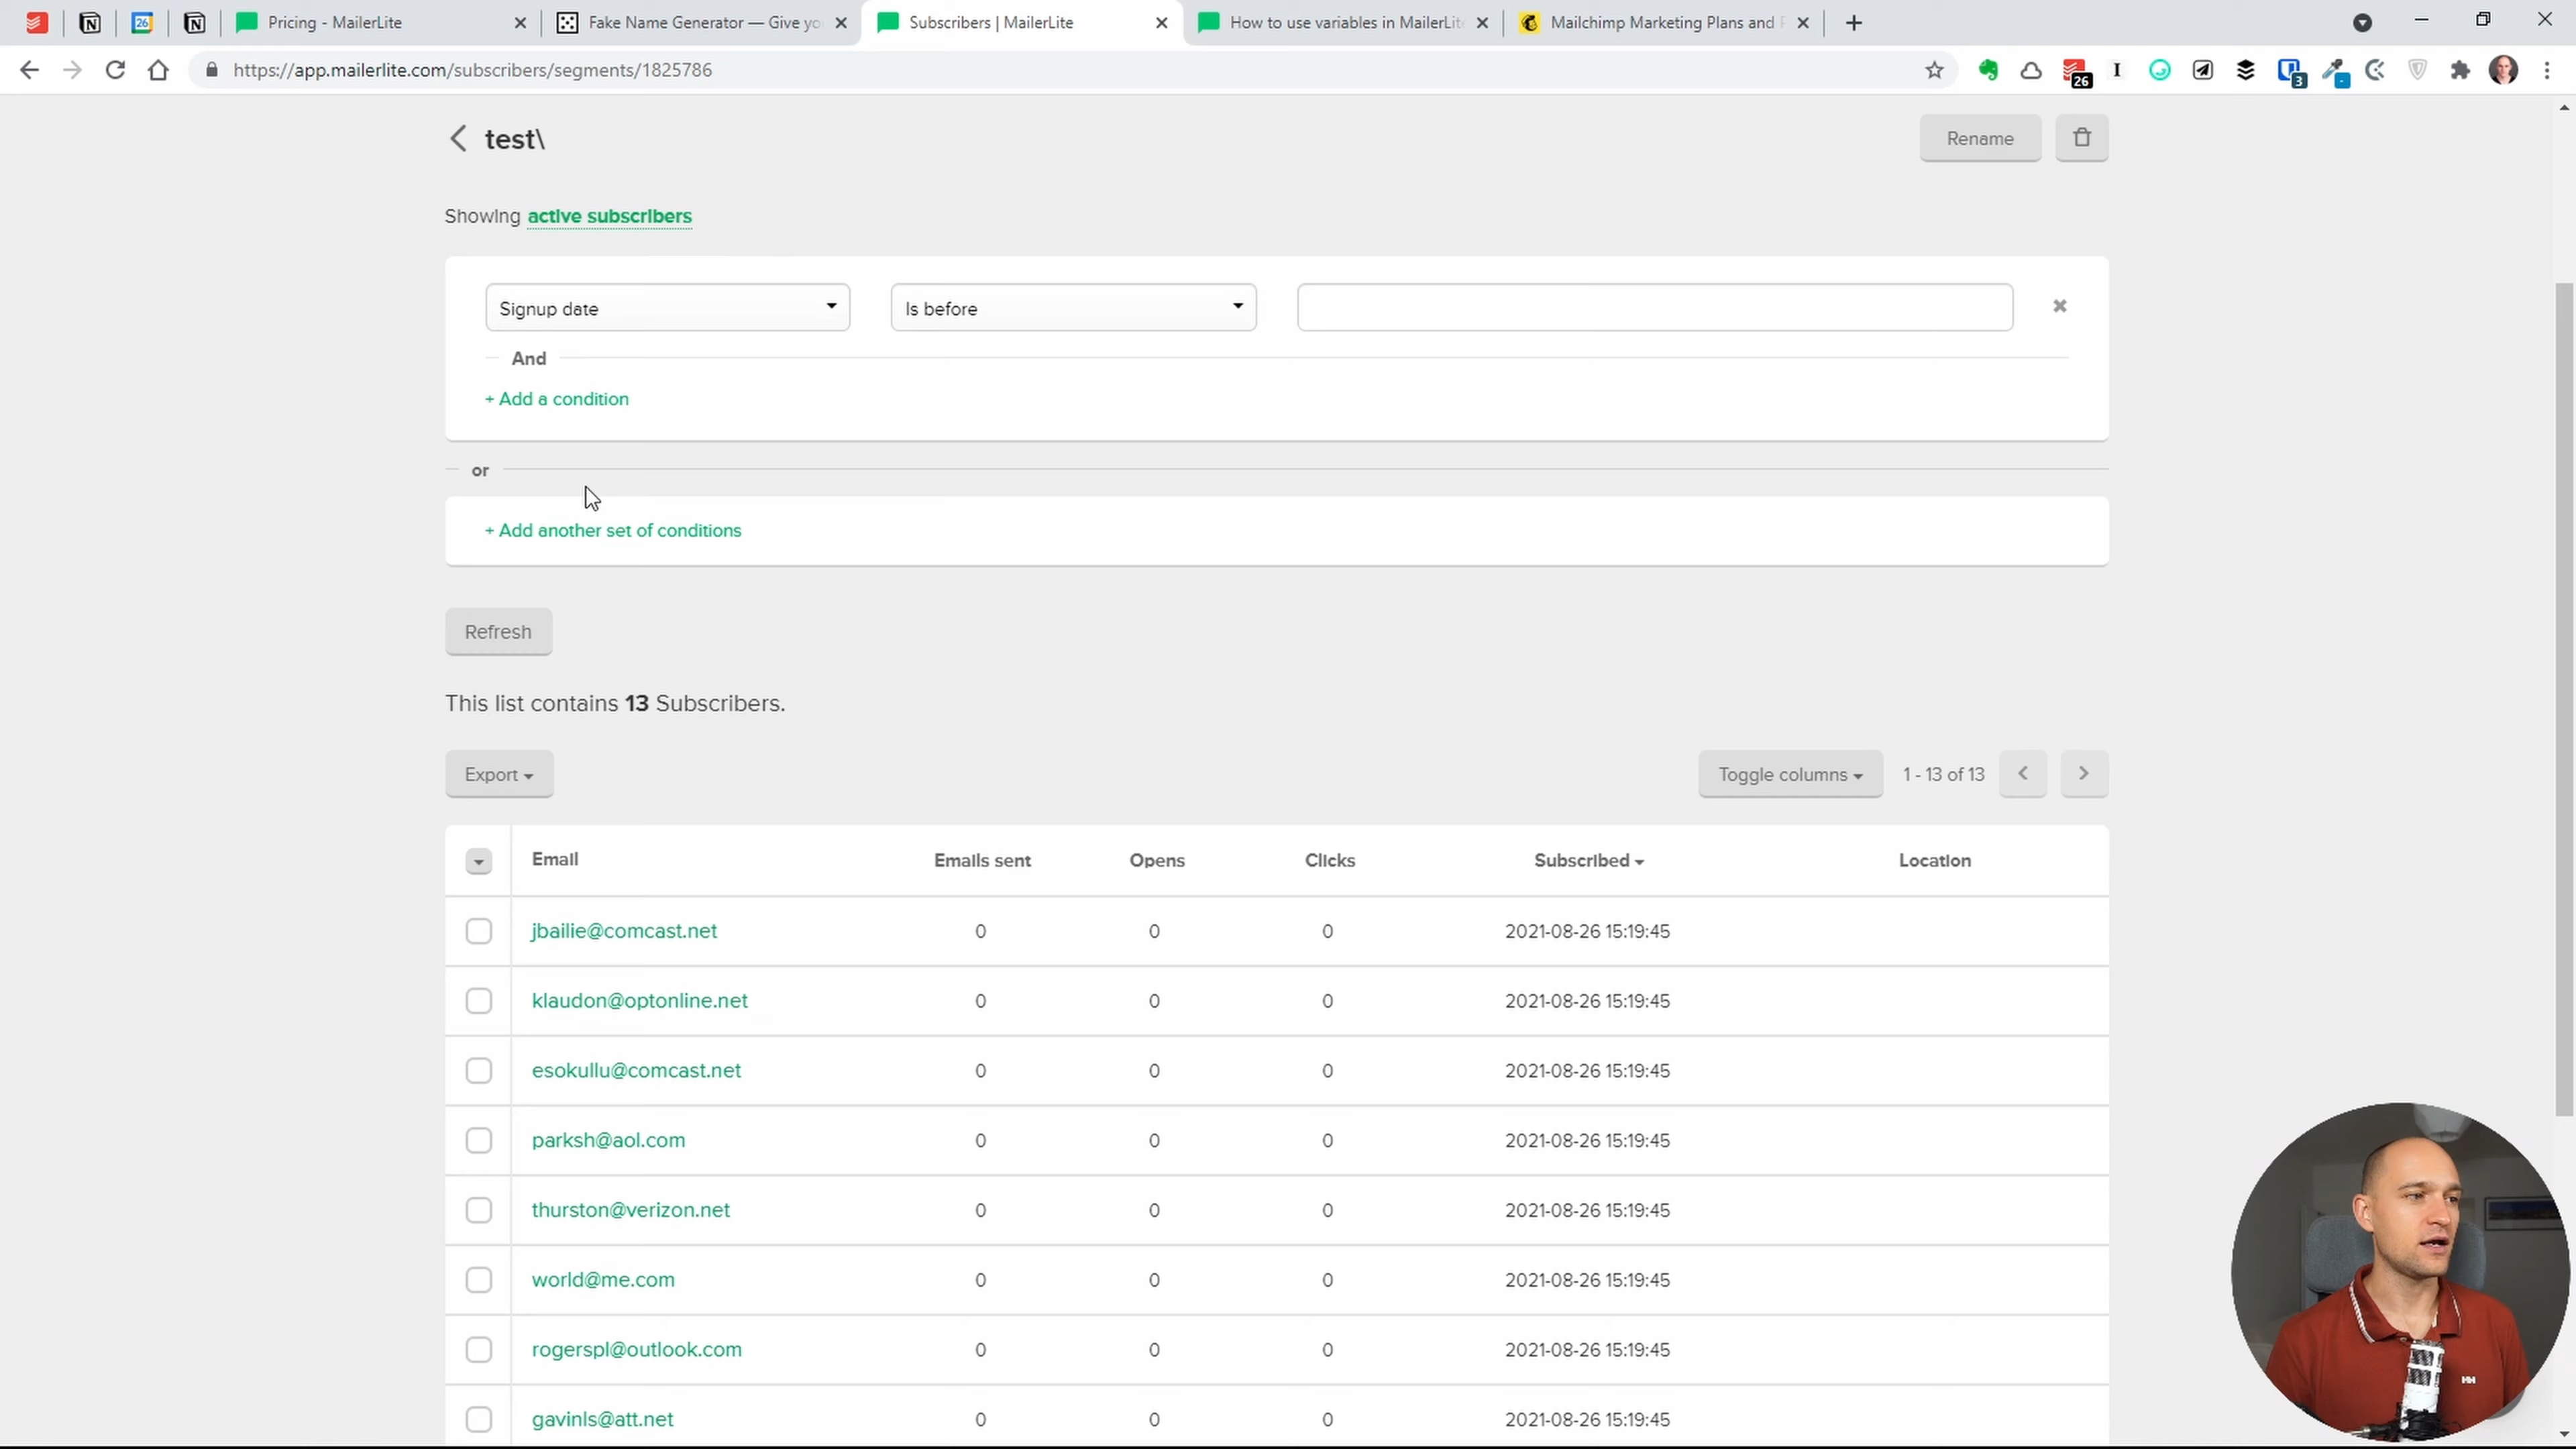 Pricing - MailerLite
Fake Name Generator — Give yo
Subscribers | MailerLite
How to use variables in MailerLit
Mailchimp Marketing Plans and P
https://app.mailerlite.com/subscribers/segments/1825786
26
3
test\
Rename
Showing active subscribers
Signup date
Is before
And
+ Add a condition
or
+ Add another set of conditions
Refresh
This list contains 13 Subscribers.
Export
Toggle columns
1 - 13 of 13
Email Emails sent Opens Clicks Subscribed Location
jbailie@comcast.net 0 0 0 2021-08-26 15:19:45
klaudon@optonline.net 0 0 0 2021-08-26 15:19:45
esokullu@comcast.net 0 0 0 2021-08-26 15:19:45
parksh@aol.com 0 0 0 2021-08-26 15:19:45
thurston@verizon.net 0 0 0 2021-08-26 15:19:45
world@me.com 0 0 0 2021-08-26 15:19:45
rogerspl@outlook.com 0 0 0 2021-08-26 15:19:45
gavinls@att.net 0 0 0 2021-08-26 15:19:45
HH